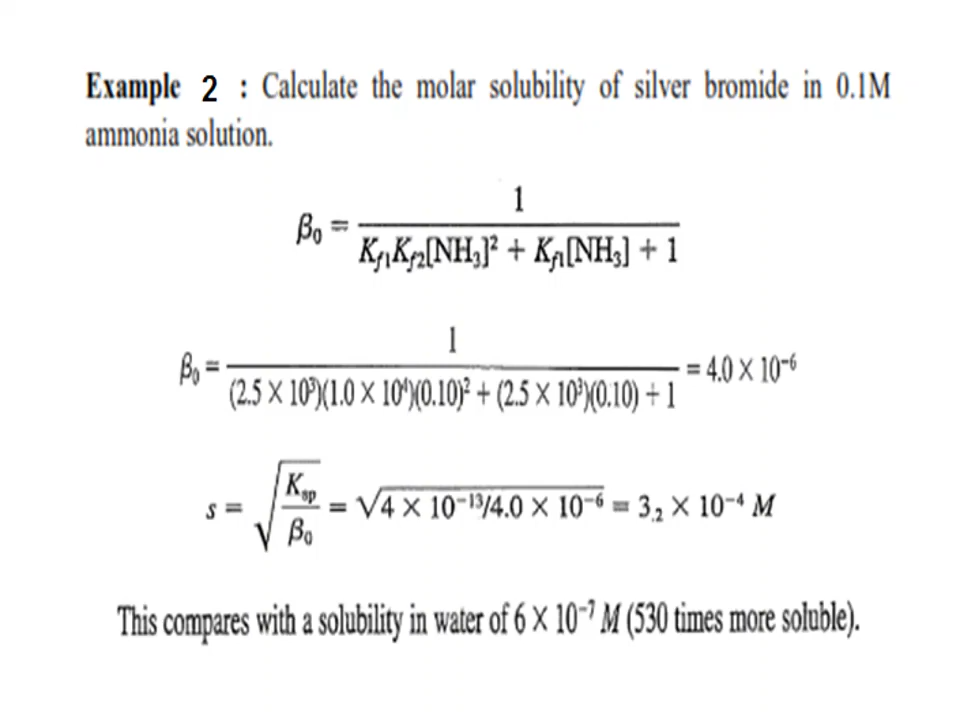 Example 2 : Calculate the molar solubility of silver bromide in 0.1M
ammonia solution.
β₀ = 1 / (K_f1 K_f2[NH₃]² + K_f1[NH₃] + 1)
β₀ = 1 / ((2.5 × 10³)(1.0 × 10⁴)(0.10)² + (2.5 × 10³)(0.10) + 1) = 4.0 × 10⁻⁶
s = √(K_sp / β₀) = √(4 × 10⁻¹³/4.0 × 10⁻⁶) = 3.₂ × 10⁻⁴ M
This compares with a solubility in water of 6 × 10⁻⁷ M (530 times more soluble).